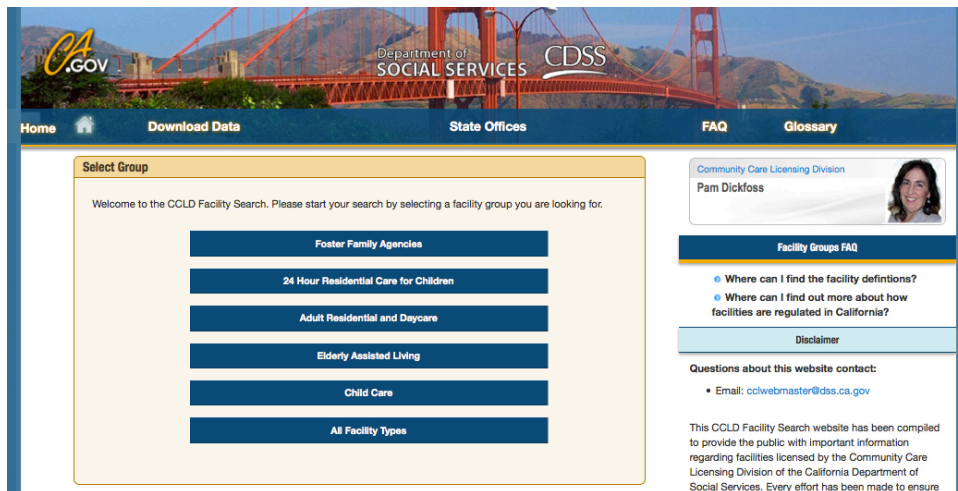 CA
.GOV
Department of
SOCIAL SERVICES
CDSS
Home
Download Data
State Offices
FAQ
Glossary
Select Group
Welcome to the CCLD Facility Search. Please start your search by selecting a facility group you are looking for.
Foster Family Agencies
24 Hour Residential Care for Children
Adult Residential and Daycare
Elderly Assisted Living
Child Care
All Facility Types
Community Care Licensing Division
Pam Dickfoss
Facility Groups FAQ
Where can I find the facility defintions?
Where can I find out more about how
facilities are regulated in California?
Disclaimer
Questions about this website contact:
• Email: cclwebmaster@dss.ca.gov
This CCLD Facility Search website has been compiled
to provide the public with important information
regarding facilities licensed by the Community Care
Licensing Division of the California Department of
Social Services. Every effort has been made to ensure